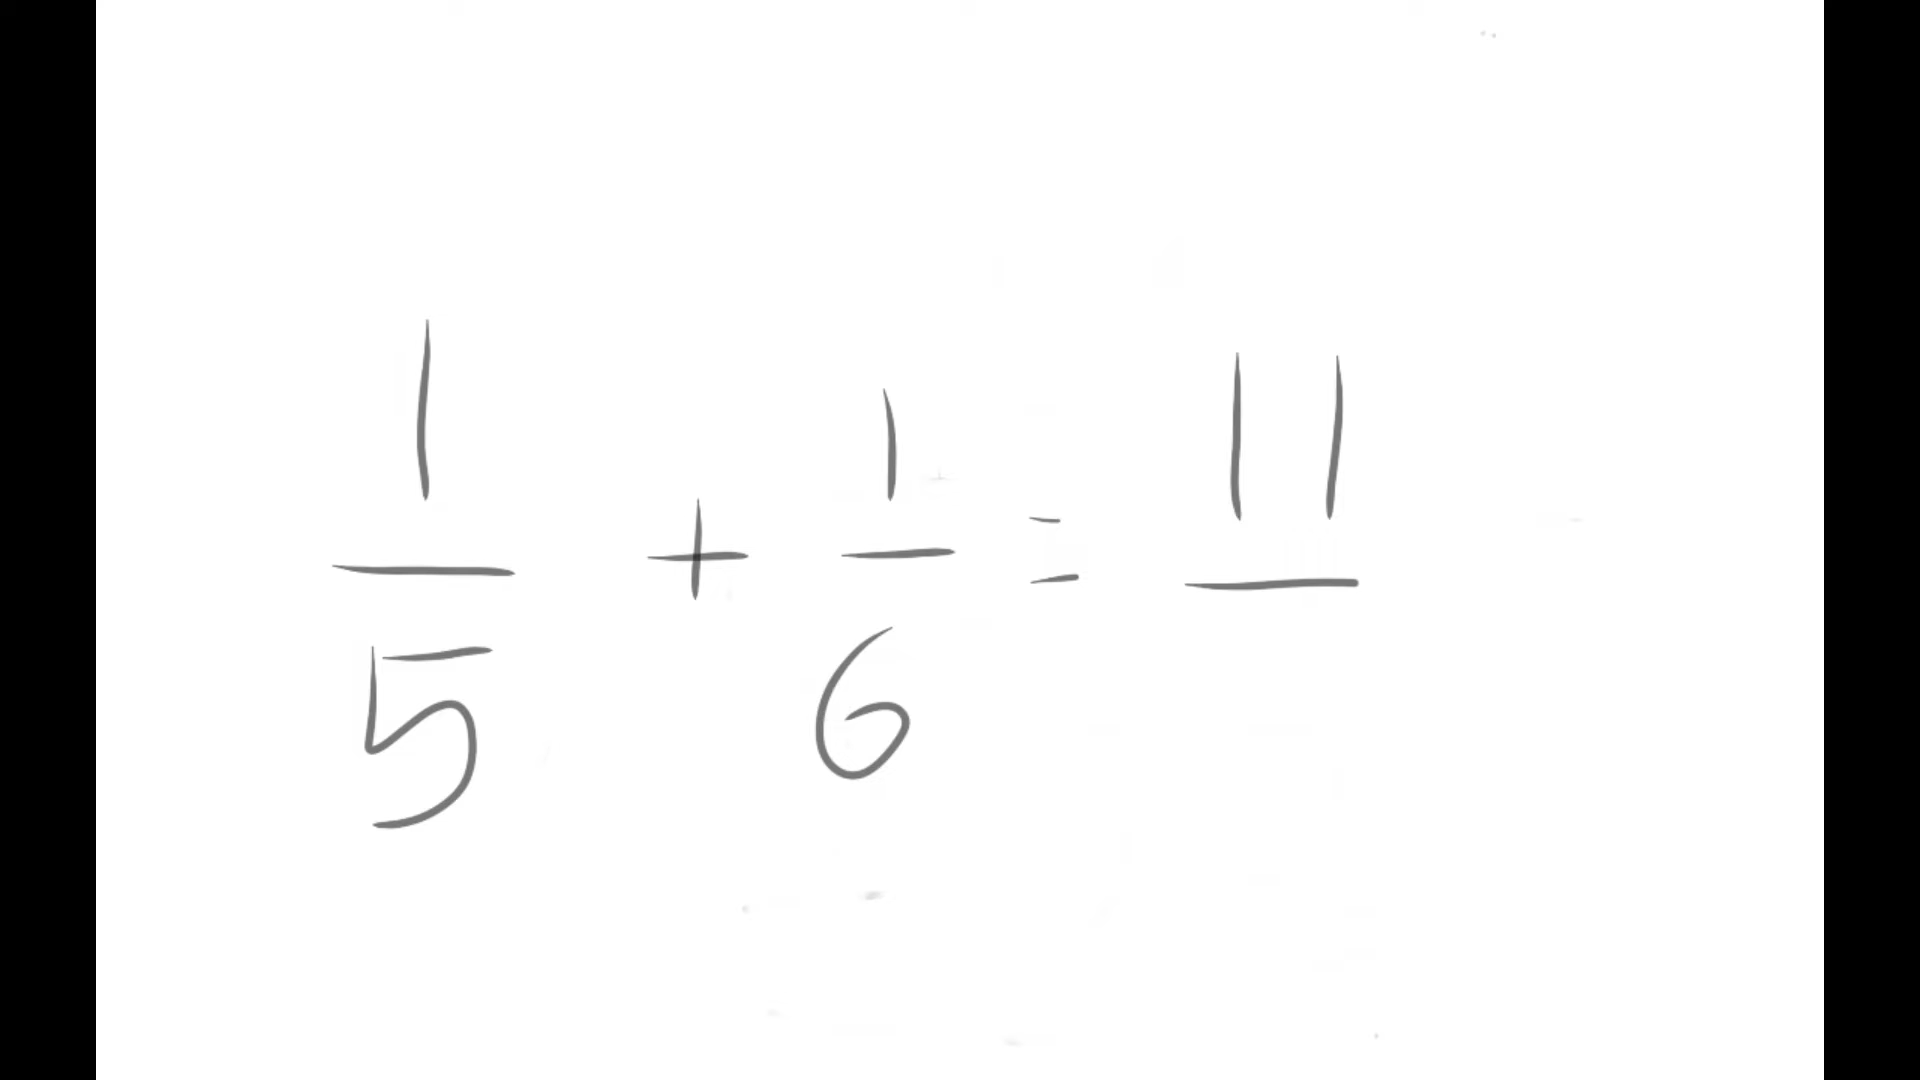 1/5 + 1/6 = 11/